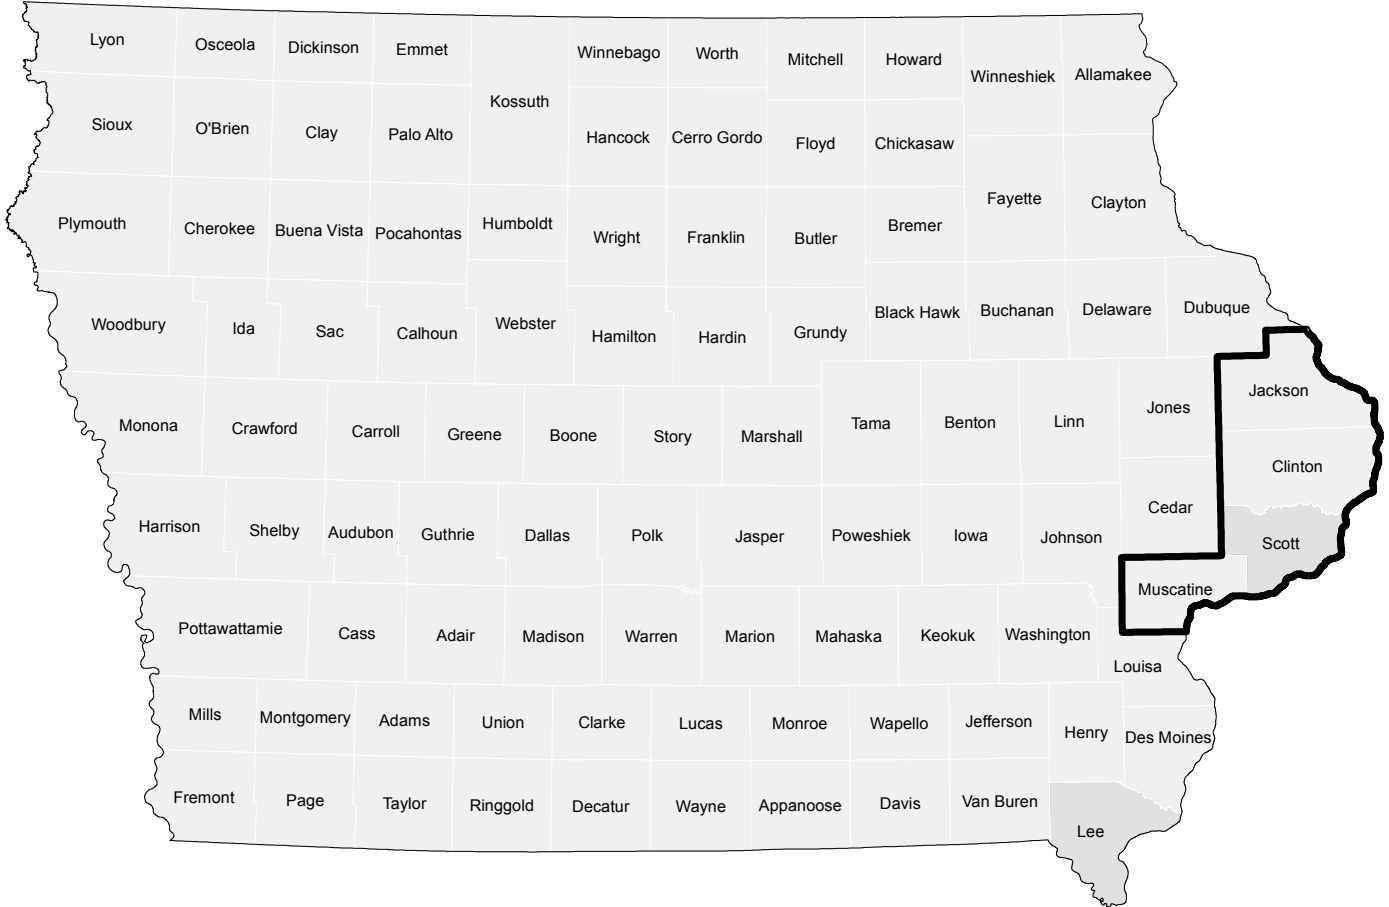 Lyon
Osceola
Dickinson
Emmet
Kossuth
Winnebago
Worth
Mitchell
Howard
Winneshiek
Allamakee
Sioux
O'Brien
Clay
Palo Alto
Hancock
Cerro Gordo
Floyd
Chickasaw
Fayette
Clayton
Plymouth
Cherokee
Buena Vista
Pocahontas
Humboldt
Wright
Franklin
Butler
Bremer
Woodbury
Ida
Sac
Calhoun
Webster
Hamilton
Hardin
Grundy
Black Hawk
Buchanan
Delaware
Dubuque
Monona
Crawford
Carroll
Greene
Boone
Story
Marshall
Tama
Benton
Linn
Jones
Jackson
Clinton
Harrison
Shelby
Audubon
Guthrie
Dallas
Polk
Jasper
Poweshiek
Iowa
Johnson
Cedar
Scott
Muscatine
Pottawattamie
Cass
Adair
Madison
Warren
Marion
Mahaska
Keokuk
Washington
Louisa
Mills
Montgomery
Adams
Union
Clarke
Lucas
Monroe
Wapello
Jefferson
Henry
Des Moines
Fremont
Page
Taylor
Ringgold
Decatur
Wayne
Appanoose
Davis
Van Buren
Lee